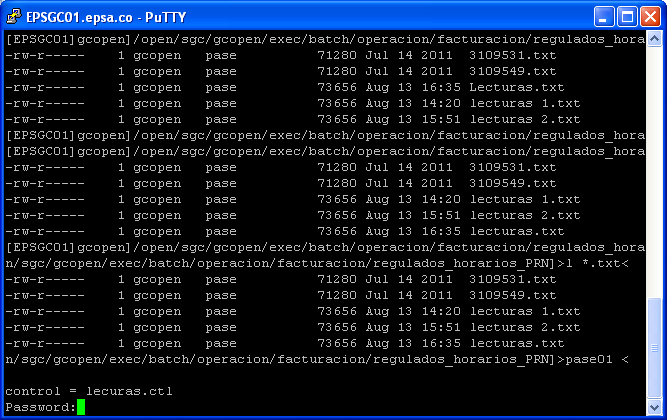 EPSGC01.epsa.co - PuTTY
[EPSGC01]gcopen]/open/sgc/gcopen/exec/batch/operacion/facturacion/regulados_hora
-rw-r----- 1 gcopen pase 71280 Jul 14 2011 3109531.txt
-rw-r----- 1 gcopen pase 71280 Jul 14 2011 3109549.txt
-rw-r----- 1 gcopen pase 73656 Aug 13 16:35 Lecturas.txt
-rw-r----- 1 gcopen pase 73656 Aug 13 14:20 lecturas 1.txt
-rw-r----- 1 gcopen pase 73656 Aug 13 15:51 lecturas 2.txt
[EPSGC01]gcopen]/open/sgc/gcopen/exec/batch/operacion/facturacion/regulados_hora
[EPSGC01]gcopen]/open/sgc/gcopen/exec/batch/operacion/facturacion/regulados_hora
-rw-r----- 1 gcopen pase 71280 Jul 14 2011 3109531.txt
-rw-r----- 1 gcopen pase 71280 Jul 14 2011 3109549.txt
-rw-r----- 1 gcopen pase 73656 Aug 13 14:20 lecturas 1.txt
-rw-r----- 1 gcopen pase 73656 Aug 13 15:51 lecturas 2.txt
-rw-r----- 1 gcopen pase 73656 Aug 13 16:35 lecturas.txt
[EPSGC01]gcopen]/open/sgc/gcopen/exec/batch/operacion/facturacion/regulados_hora
n/sgc/gcopen/exec/batch/operacion/facturacion/regulados_horarios_PRN]>l *.txt<
-rw-r----- 1 gcopen pase 71280 Jul 14 2011 3109531.txt
-rw-r----- 1 gcopen pase 71280 Jul 14 2011 3109549.txt
-rw-r----- 1 gcopen pase 73656 Aug 13 14:20 lecturas 1.txt
-rw-r----- 1 gcopen pase 73656 Aug 13 15:51 lecturas 2.txt
-rw-r----- 1 gcopen pase 73656 Aug 13 16:35 lecturas.txt
n/sgc/gcopen/exec/batch/operacion/facturacion/regulados_horarios_PRN]>pase01 <
control = lecuras.ctl
Password: